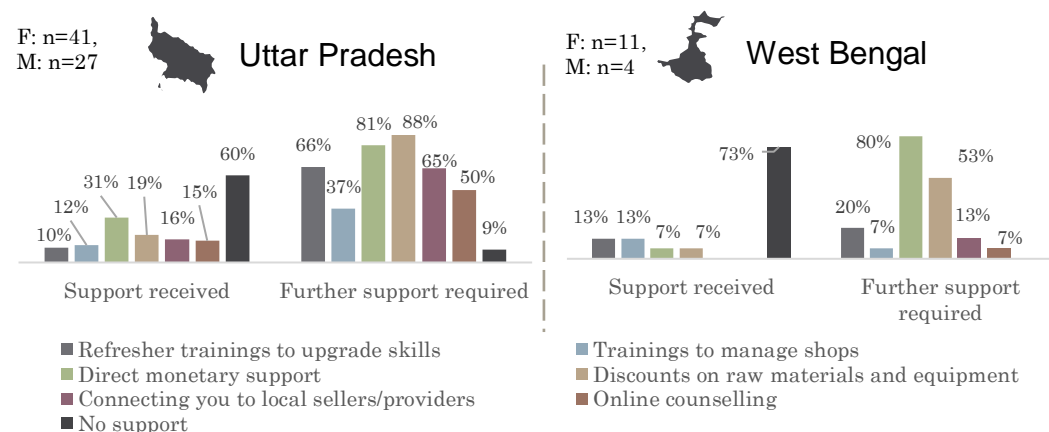 F: n=41,
M: n=27
Uttar Pradesh
F: n=11,
M: n=4
West Bengal
10%
12%
31%
19%
16%
15%
60%
66%
37%
81%
88%
65%
50%
9%
13%
13%
7%
7%
73%
20%
7%
80%
53%
13%
7%
Support received
Further support required
Support received
Further support
required
Refresher trainings to upgrade skills
Trainings to manage shops
Direct monetary support
Discounts on raw materials and equipment
Connecting you to local sellers/providers
Online counselling
No support